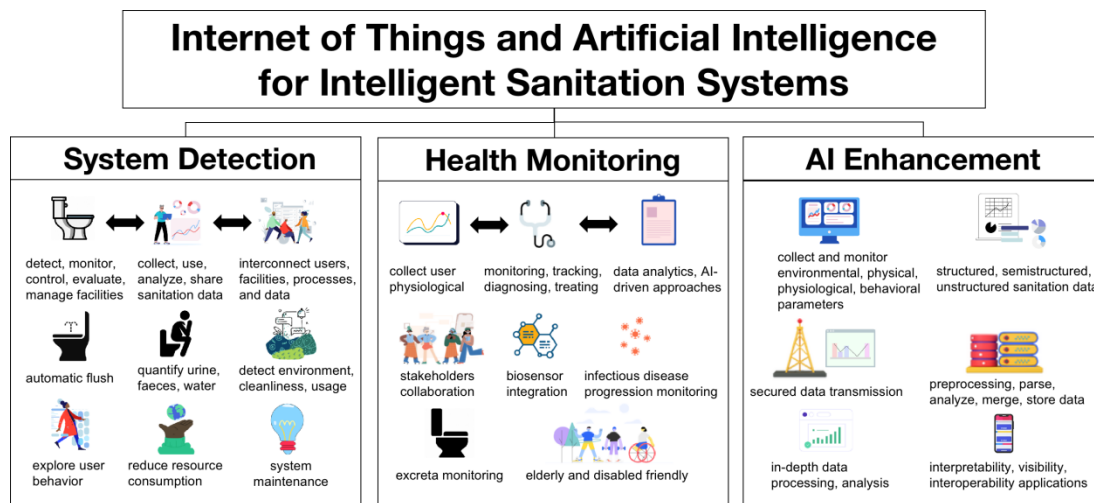 Internet of Things and Artificial Intelligence
for Intelligent Sanitation Systems
System Detection
detect, monitor,
control, evaluate,
manage facilities
collect, use,
analyze, share
sanitation data
interconnect users,
facilities, processes,
and data
automatic flush
quantify urine,
faeces, water
detect environment,
cleanliness, usage
explore user
behavior
reduce resource
consumption
system
maintenance
Health Monitoring
collect user
physiological
monitoring, tracking,
diagnosing, treating
data analytics, AI-
driven approaches
stakeholders
collaboration
biosensor
integration
infectious disease
progression monitoring
excreta monitoring
elderly and disabled friendly
AI Enhancement
collect and monitor
environmental, physical,
physiological, behavioral
parameters
structured, semistructured,
unstructured sanitation data
secured data transmission
preprocessing, parse,
analyze, merge, store data
in-depth data
processing, analysis
interpretability, visibility,
interoperability applications